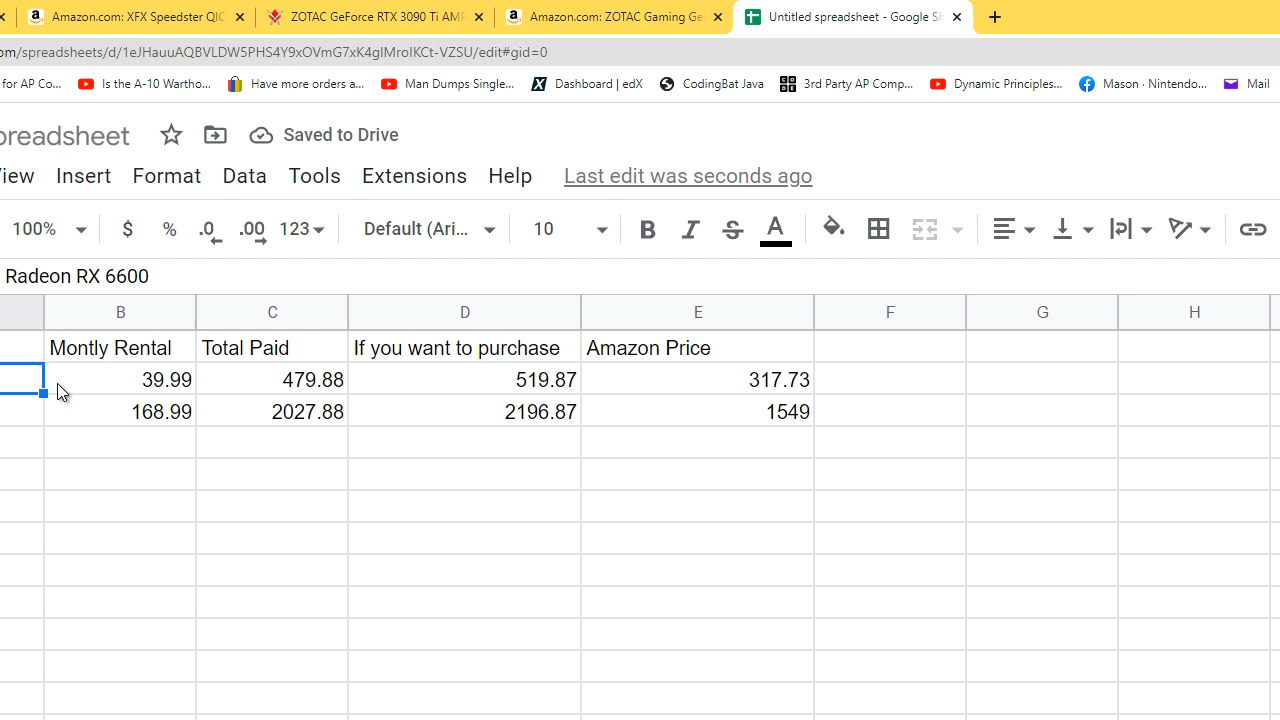 Amazon.com: XFX Speedster QIC ZOTAC GeForce RTX 3090 Ti AMP Amazon.com: ZOTAC Gaming Ge Untitled spreadsheet - Google Sh
om/spreadsheets/d/1eJHauuAQBVLDW5PHS4Y9xOVmG7xK4gIMroIKCt-VZSU/edit#gid=0
for AP Co... Is the A-10 Wartho... Have more orders a... Man Dumps Single... Dashboard | edX CodingBat Java 3rd Party AP Comp... Dynamic Principles... Mason · Nintendo... Mail
preadsheet Saved to Drive
View Insert Format Data Tools Extensions Help Last edit was seconds ago
100% $ % .0 .00 123 Default (Ari... 10 B I S A
Radeon RX 6600
B C D E F G H
Montly Rental Total Paid If you want to purchase Amazon Price
39.99 479.88 519.87 317.73
168.99 2027.88 2196.87 1549